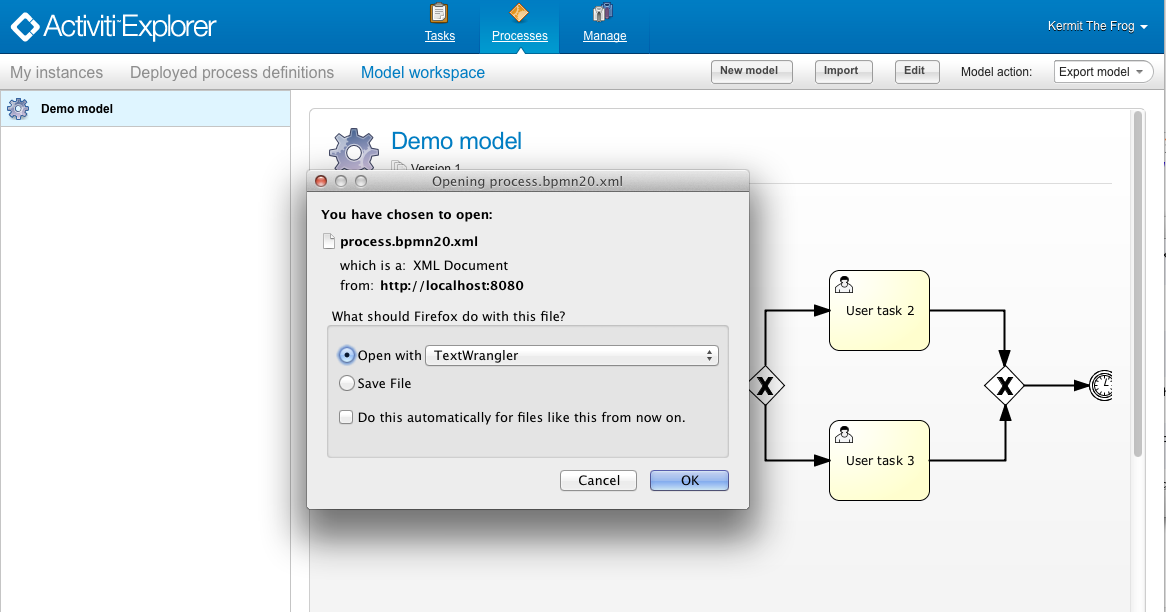 Activiti™ Explorer
Tasks
Processes
Manage
Kermit The Frog
My instances
Deployed process definitions
Model workspace
New model
Import
Edit
Model action:
Export model
Demo model
Demo model
Version 1
Opening process.bpmn20.xml
You have chosen to open:
process.bpmn20.xml
which is a: XML Document
from: http://localhost:8080
What should Firefox do with this file?
Open with TextWrangler
Save File
Do this automatically for files like this from now on.
Cancel
OK
User task 2
X
X
User task 3